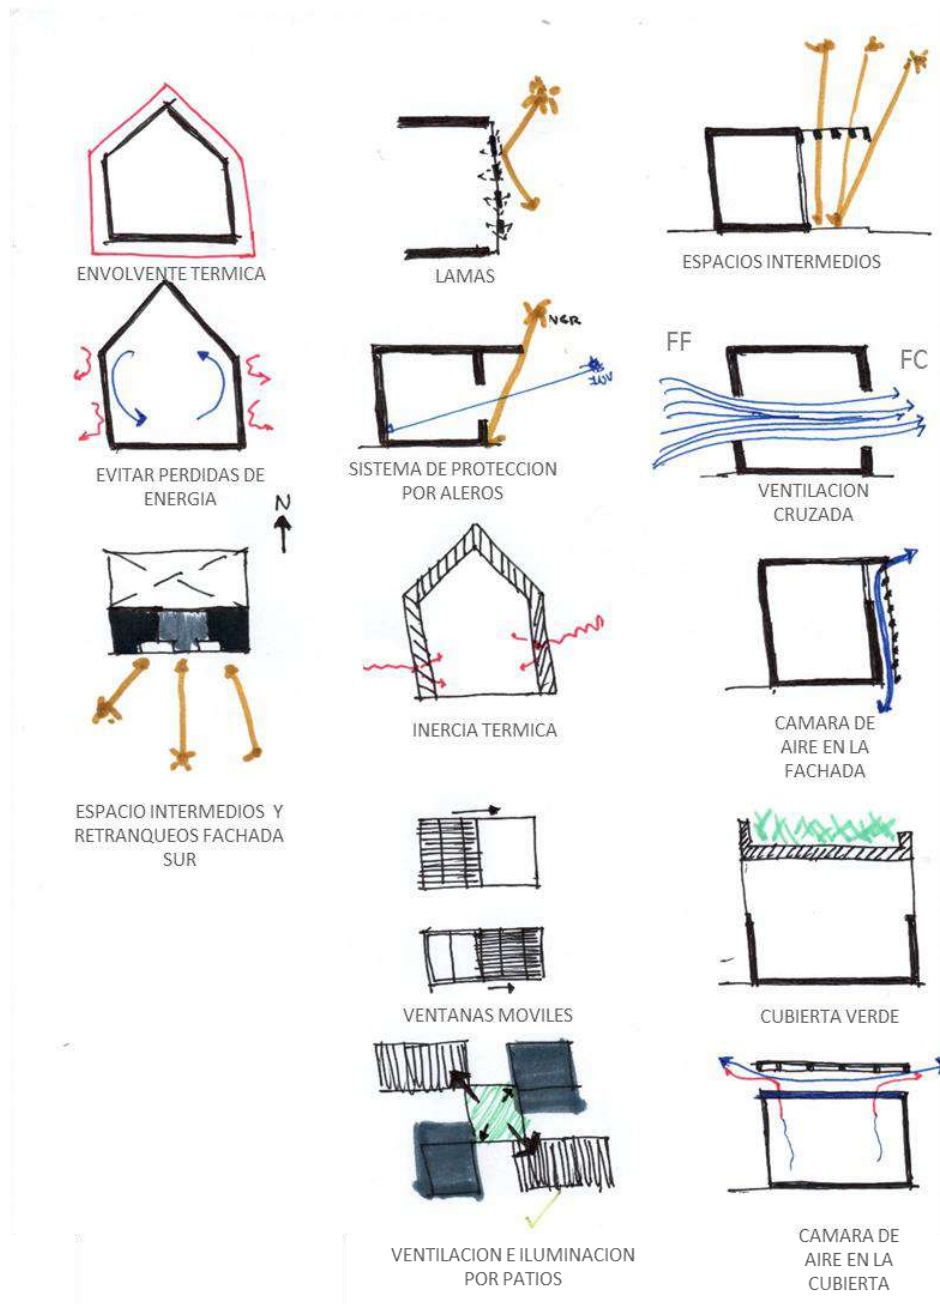 ENVOLVENTE TERMICA
LAMAS
ESPACIOS INTERMEDIOS
EVITAR PERDIDAS DE
ENERGIA
SISTEMA DE PROTECCION
POR ALEROS
FF
FC
VENTILACION
CRUZADA
N
ESPACIO INTERMEDIOS Y
RETRANQUEOS FACHADA
SUR
INERCIA TERMICA
CAMARA DE
AIRE EN LA
FACHADA
VENTANAS MOVILES
CUBIERTA VERDE
VENTILACION E ILUMINACION
POR PATIOS
CAMARA DE
AIRE EN LA
CUBIERTA